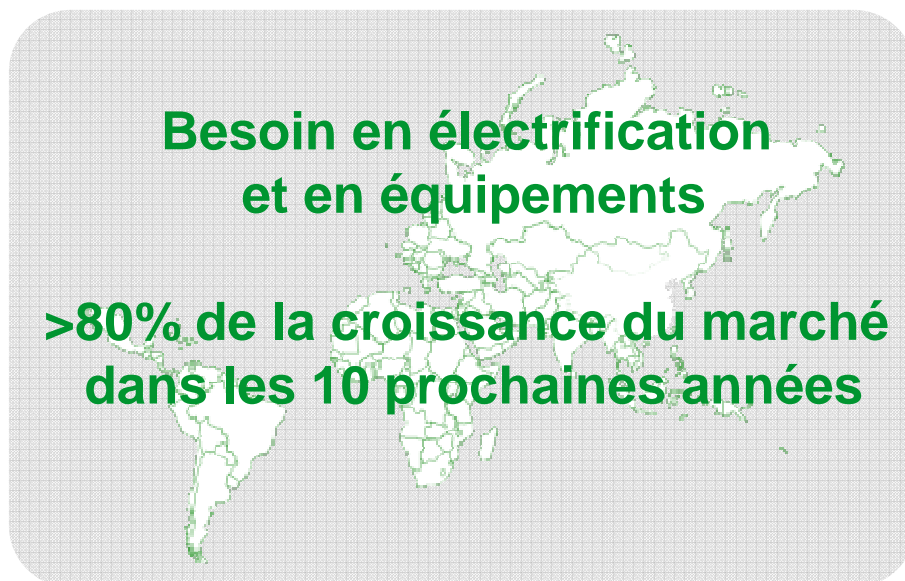 Besoin en électrification
et en équipements
>80% de la croissance du marché
dans les 10 prochaines années